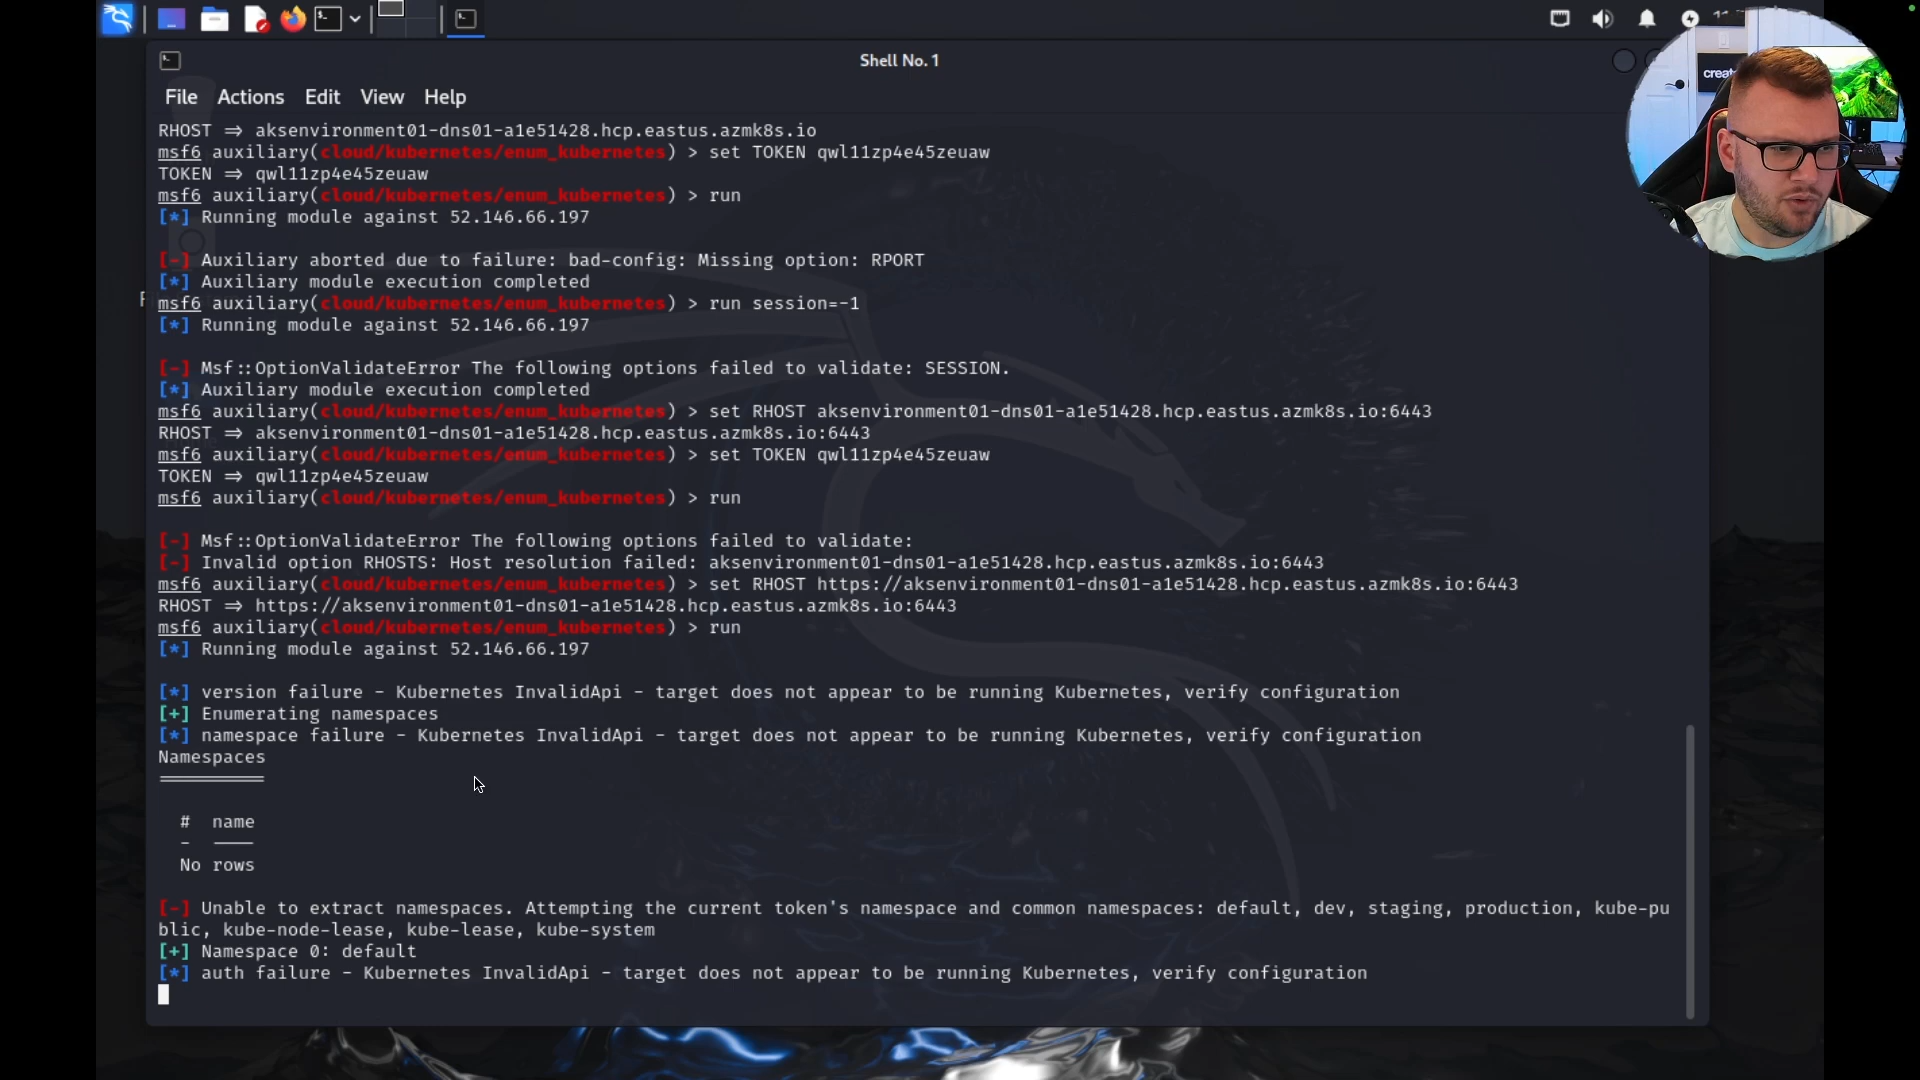 Shell No. 1
File Actions Edit View Help
RHOST ⇒ aksenvironment01-dns01-a1e51428.hcp.eastus.azmk8s.io
msf6 auxiliary(cloud/kubernetes/enum_kubernetes) > set TOKEN qwl11zp4e45zeuaw
TOKEN ⇒ qwl11zp4e45zeuaw
msf6 auxiliary(cloud/kubernetes/enum_kubernetes) > run
[*] Running module against 52.146.66.197
[-] Auxiliary aborted due to failure: bad-config: Missing option: RPORT
[*] Auxiliary module execution completed
msf6 auxiliary(cloud/kubernetes/enum_kubernetes) > run session=-1
[*] Running module against 52.146.66.197
[-] Msf::OptionValidateError The following options failed to validate: SESSION.
[*] Auxiliary module execution completed
msf6 auxiliary(cloud/kubernetes/enum_kubernetes) > set RHOST aksenvironment01-dns01-a1e51428.hcp.eastus.azmk8s.io:6443
RHOST ⇒ aksenvironment01-dns01-a1e51428.hcp.eastus.azmk8s.io:6443
msf6 auxiliary(cloud/kubernetes/enum_kubernetes) > set TOKEN qwl11zp4e45zeuaw
TOKEN ⇒ qwl11zp4e45zeuaw
msf6 auxiliary(cloud/kubernetes/enum_kubernetes) > run
[-] Msf::OptionValidateError The following options failed to validate:
[-] Invalid option RHOSTS: Host resolution failed: aksenvironment01-dns01-a1e51428.hcp.eastus.azmk8s.io:6443
msf6 auxiliary(cloud/kubernetes/enum_kubernetes) > set RHOST https://aksenvironment01-dns01-a1e51428.hcp.eastus.azmk8s.io:6443
RHOST ⇒ https://aksenvironment01-dns01-a1e51428.hcp.eastus.azmk8s.io:6443
msf6 auxiliary(cloud/kubernetes/enum_kubernetes) > run
[*] Running module against 52.146.66.197
[*] version failure - Kubernetes InvalidApi - target does not appear to be running Kubernetes, verify configuration
[+] Enumerating namespaces
[*] namespace failure - Kubernetes InvalidApi - target does not appear to be running Kubernetes, verify configuration
Namespaces
# name
- ----
No rows
[-] Unable to extract namespaces. Attempting the current token's namespace and common namespaces: default, dev, staging, production, kube-pu
blic, kube-node-lease, kube-lease, kube-system
[+] Namespace 0: default
[*] auth failure - Kubernetes InvalidApi - target does not appear to be running Kubernetes, verify configuration